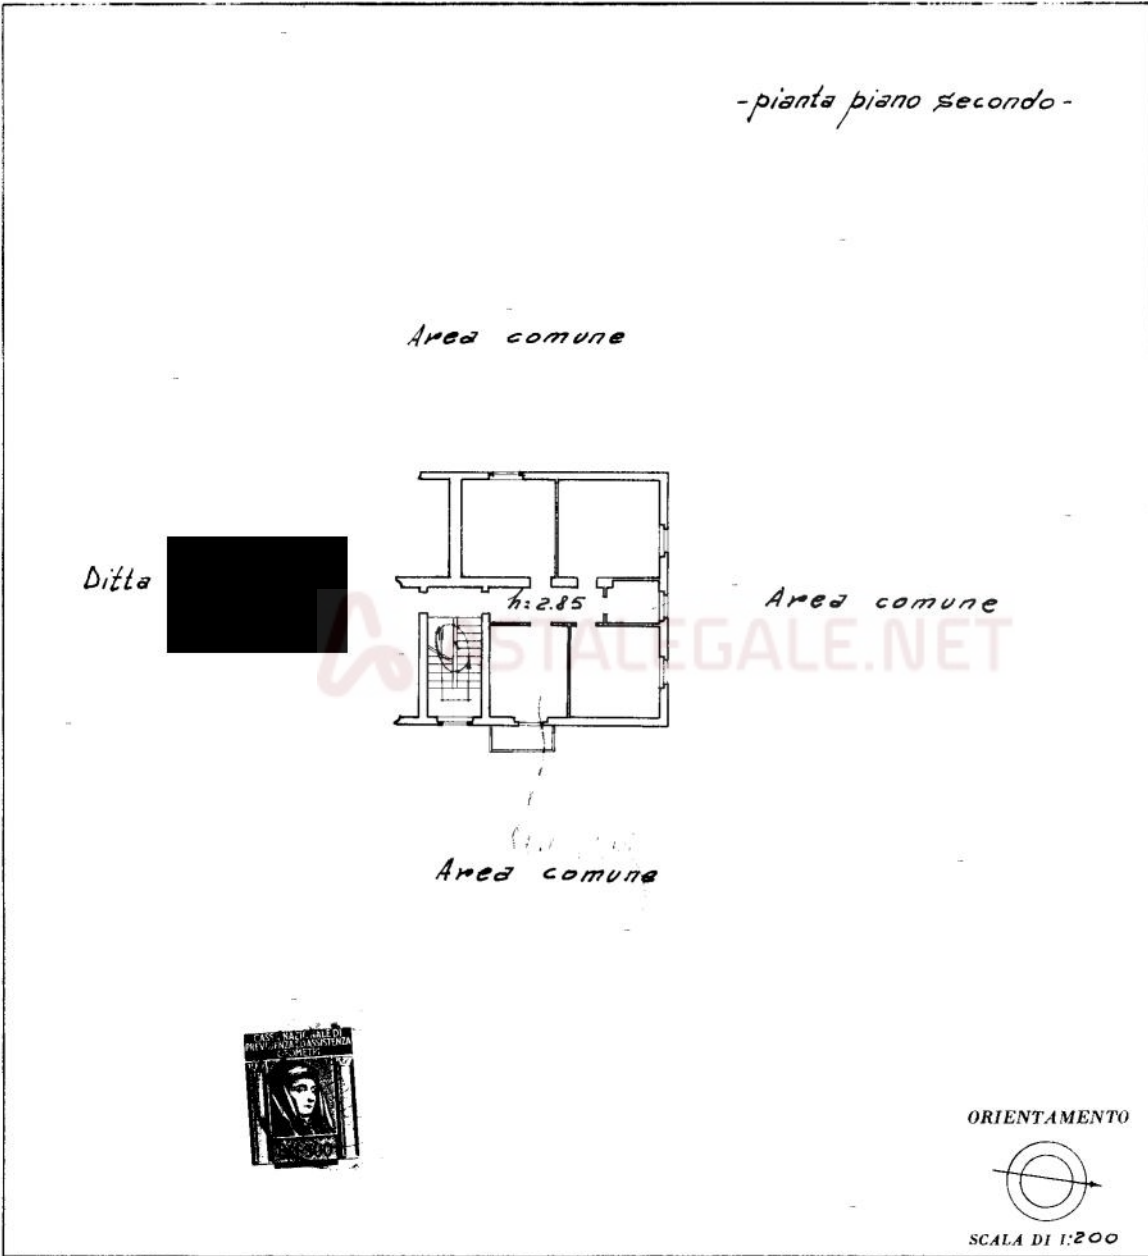 -pianta piano secondo-
Area comune
Ditta
h: 2.85
Area comune
ASTALEGALE.NET
Area comune
CASSA NAZIONALE DI
PREVIDENZA ED ASSISTENZA
GEOMETRI
ORIENTAMENTO
SCALA DI 1:200